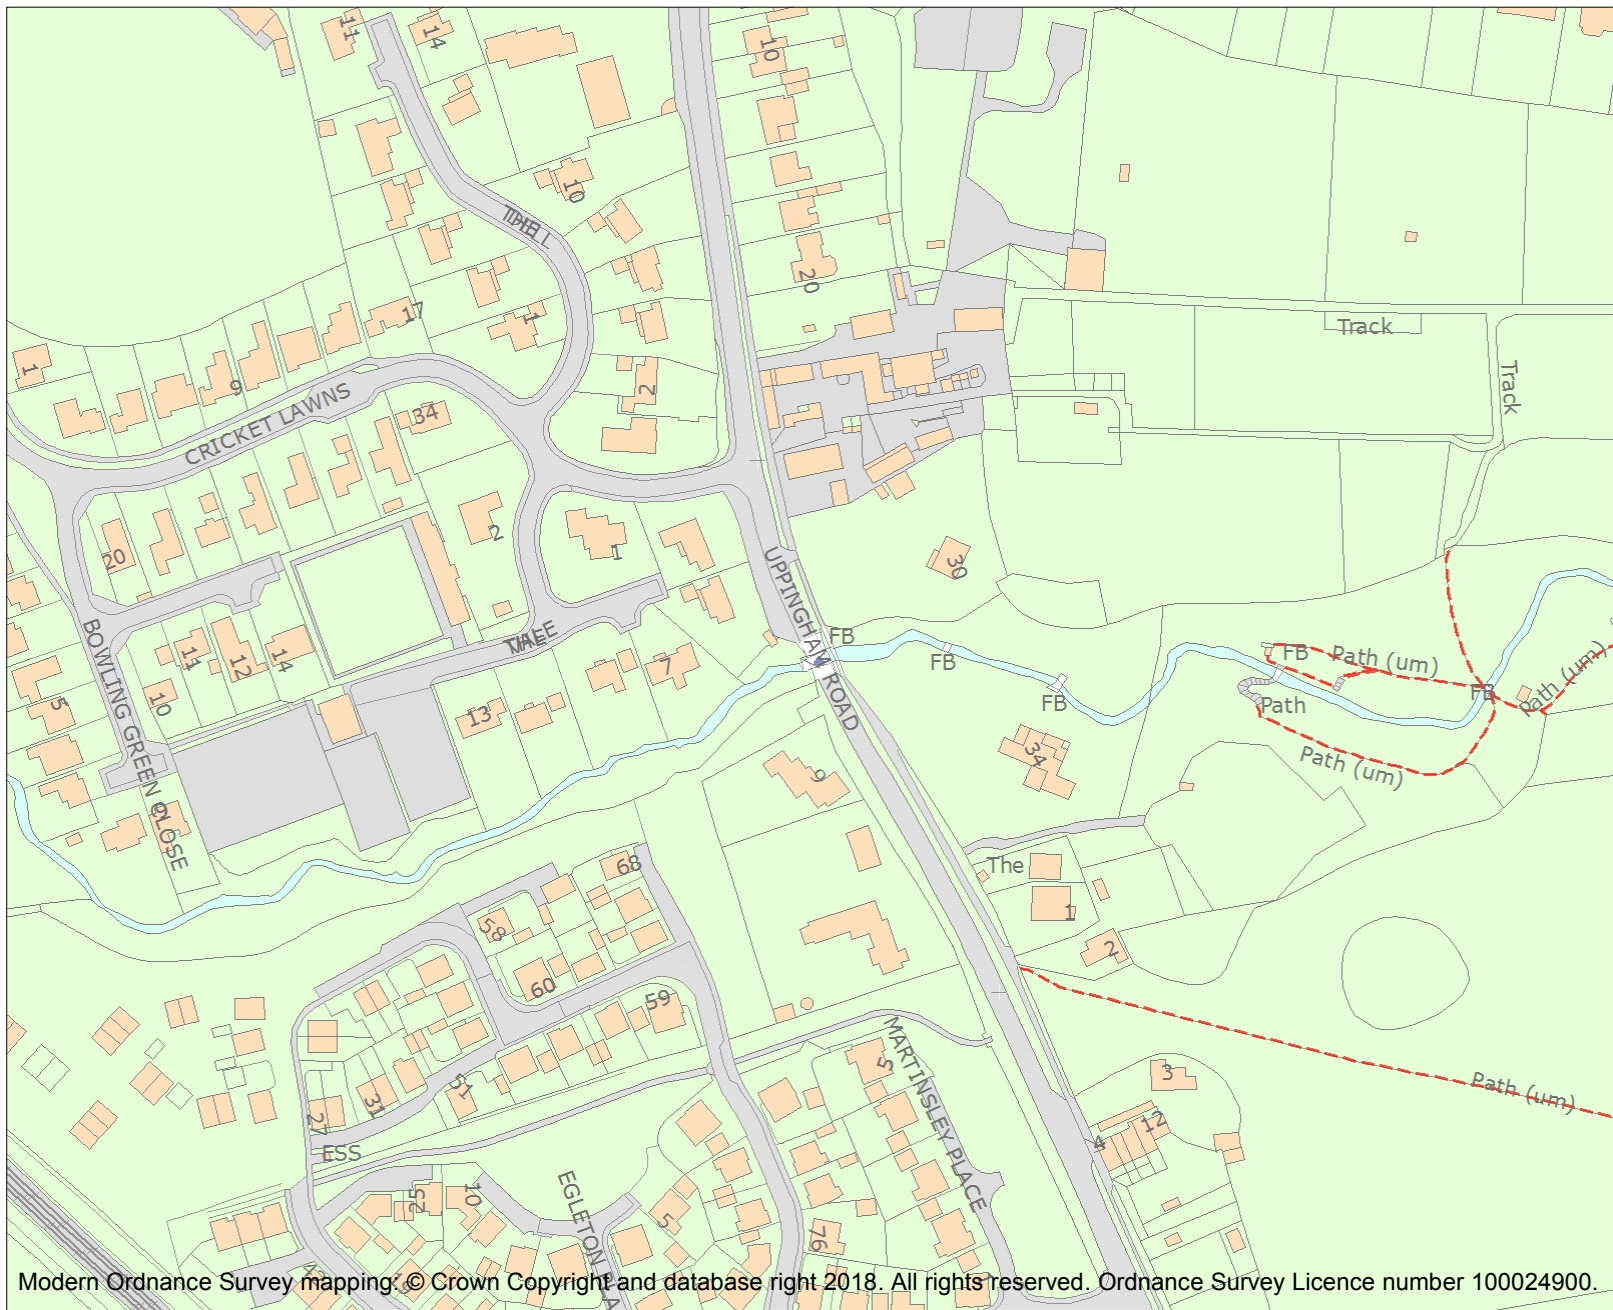 11
14
10
10
THE
DELL
20
17
1
1
9
2
CRICKET LAWNS
34
Track
Track
20
2
1
30
UPPINGHAM ROAD
BOWLING GREEN CLOSE
THE
VALE
FB
FB
FB
FB
Path (um)
FB
Path (um)
Path
Path (um)
11
12
14
10
5
7
13
34
9
9
The
1
2
68
58
60
59
51
31
27
ESS
MARTINSLEY PLACE
5
3
12
4
Path (um)
25
10
EGLETON PLA
5
76
19
Modern Ordnance Survey mapping: © Crown Copyright and database right 2018. All rights reserved. Ordnance Survey Licence number 100024900.